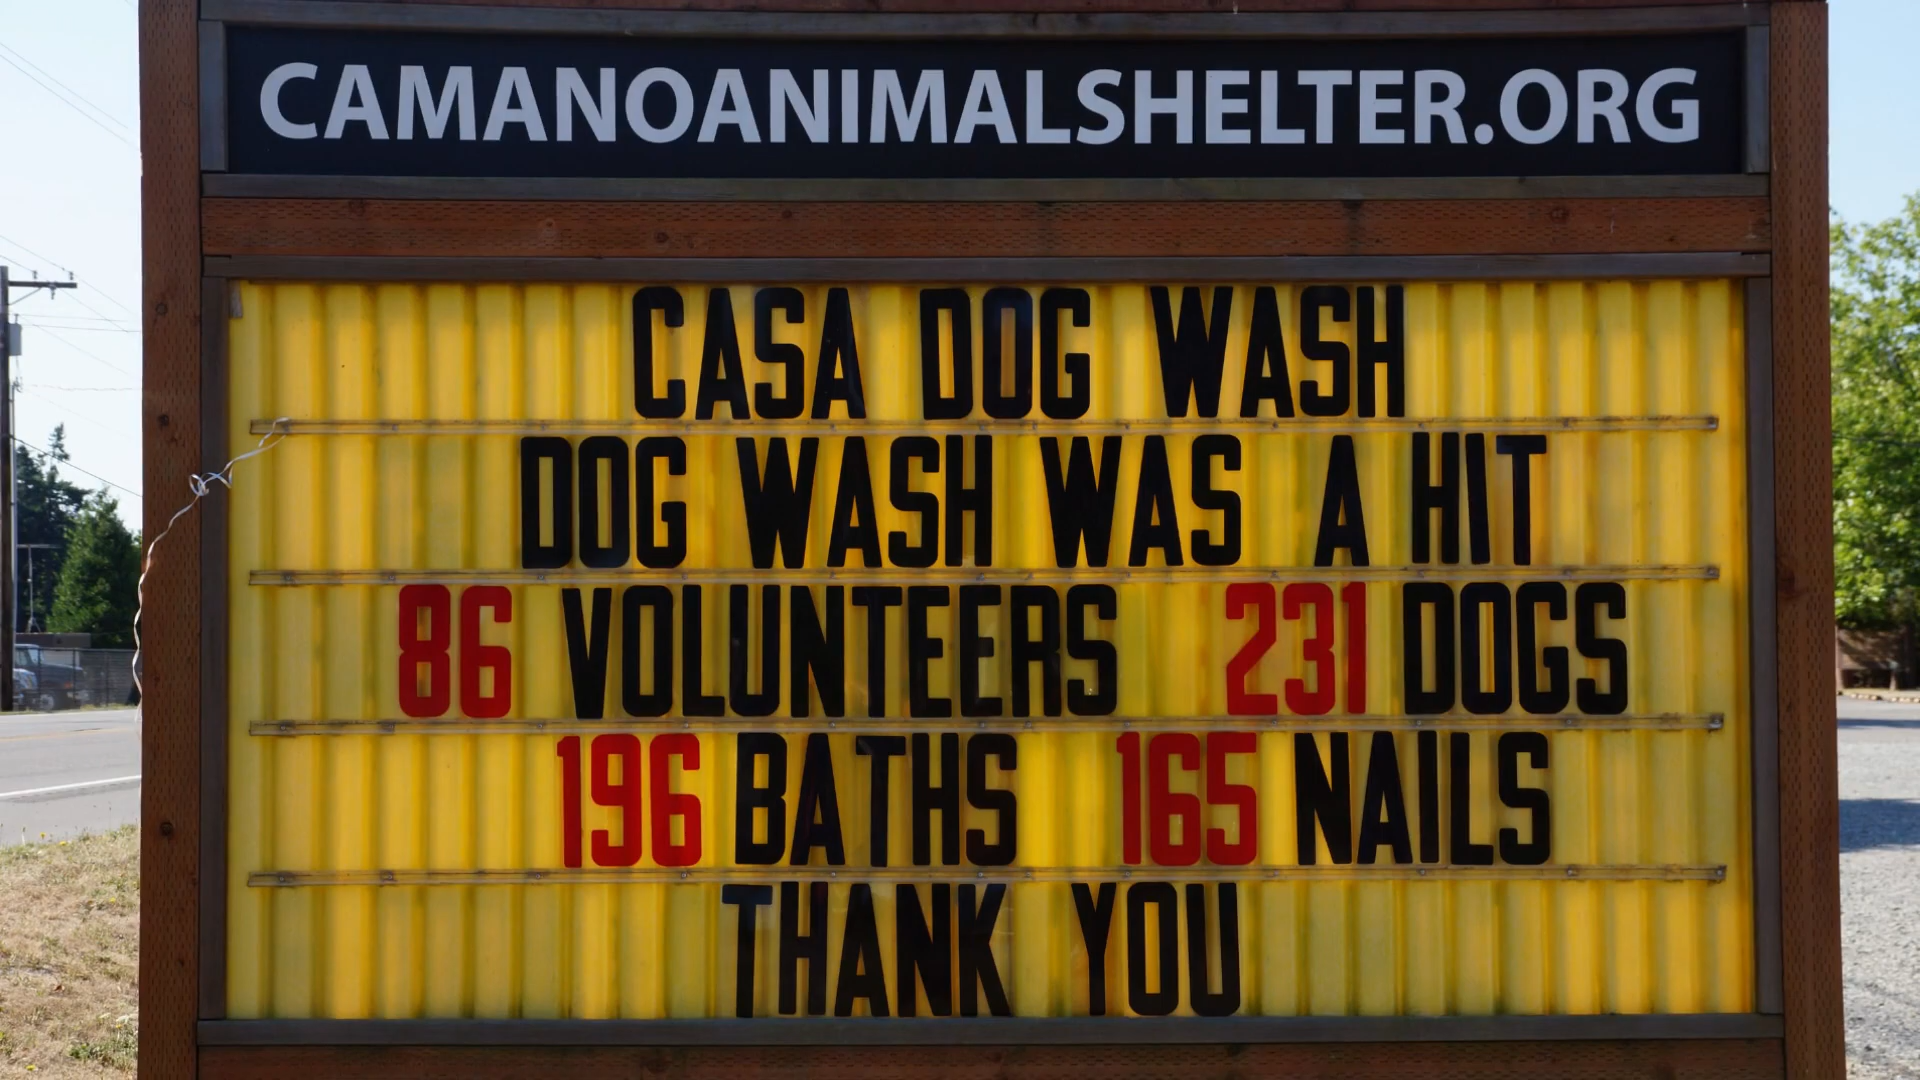 CAMANOANIMALSHELTER.ORG
CASA DOG WASH
DOG WASH WAS A HIT
86 VOLUNTEERS 231 DOGS
196 BATHS 165 NAILS
THANK YOU